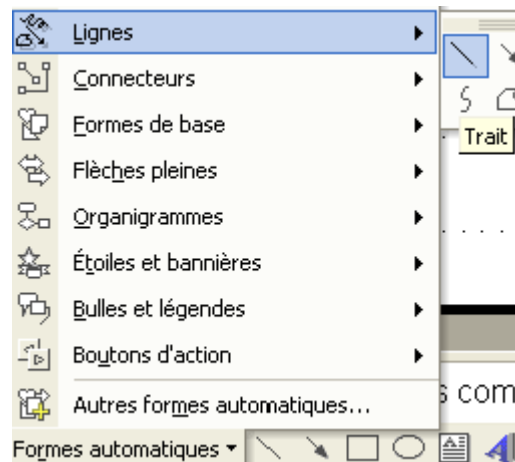 Lignes
Connecteurs
Formes de base
Trait
Flèches pleines
Organigrammes
Étoiles et bannières
Bulles et légendes
Boutons d'action
Autres formes automatiques...
com
Formes automatiques